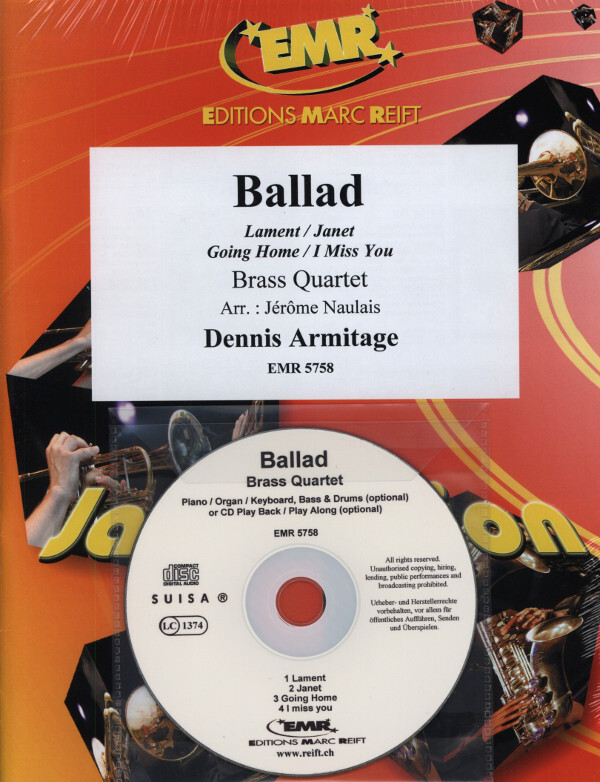 EMR
EDITIONS MARC REIFT
Ballad
Lament / Janet
Going Home / I Miss You
Brass Quartet
Arr. : Jérôme Naulais
Dennis Armitage
EMR 5758
Ballad
Brass Quartet
Piano / Organ / Keyboard, Bass & Drums (optional)
or CD Play Back / Play Along (optional)
EMR 5758
COMPACT
disc
DIGITAL AUDIO
SUISA ®
LC 1374
All rights reserved.
Unauthorised copying, hiring,
lending, public performances and
broadcasting prohibited.
Urheber- und Herstellerrechte
vorbehalten, vor allem für
öffentliches Aufführen, Senden
und Überspielen.
1 Lament
2 Janet
3 Going Home
4 I miss you
EMR
EDITIONS MARC REIFT
www.reift.ch